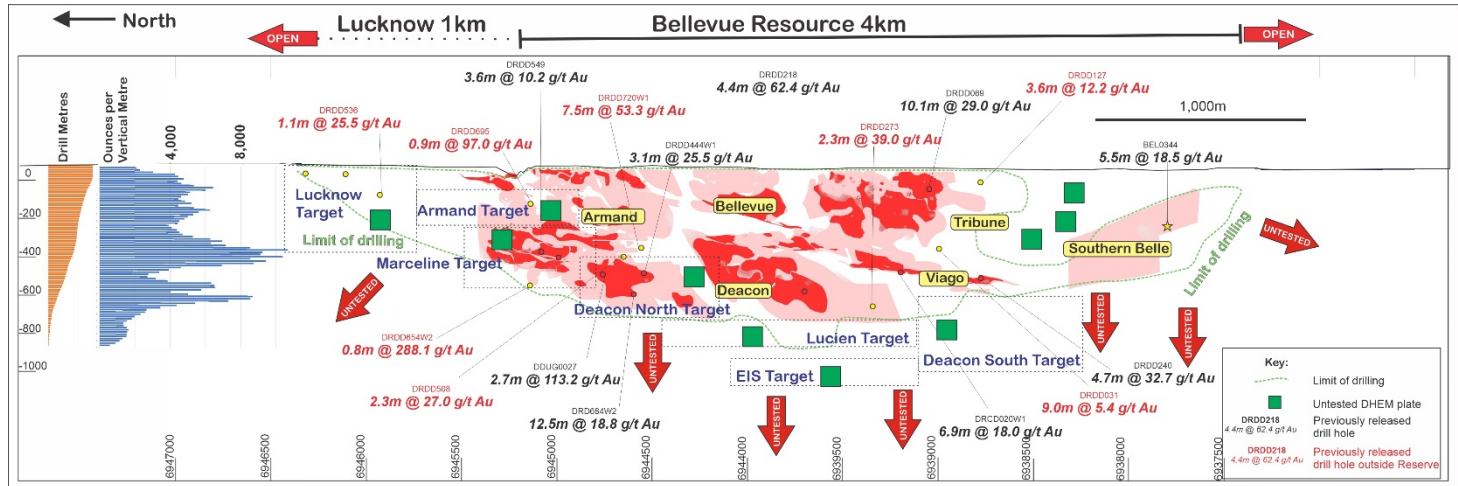 North
Lucknow 1km
Bellevue Resource 4km
OPEN
OPEN
DRDD549
3.6m @ 10.2 g/t Au
DRDD218
4.4m @ 62.4 g/t Au
DRDD069
10.1m @ 29.0 g/t Au
DRDD127
3.6m @ 12.2 g/t Au
1,000m
DRDD536
1.1m @ 25.5 g/t Au
DRDD695
0.9m @ 97.0 g/t Au
DRDD720W1
7.5m @ 53.3 g/t Au
DRDD444W1
3.1m @ 25.5 g/t Au
DRDD273
2.3m @ 39.0 g/t Au
BEL0344
5.5m @ 18.5 g/t Au
Drill Metres
Ounces per
Vertical Metre
4,000
8,000
0
-200
-400
-600
-800
-1000
Lucknow
Target
Limit of drilling
Armand Target
Armand
Bellevue
Tribune
Southern Belle
Limit of drilling
UNTESTED
Marceline Target
UNTESTED
Deacon North Target
Deacon
Viago
Lucien Target
Deacon South Target
EIS Target
UNTESTED
UNTESTED
UNTESTED
UNTESTED
UNTESTED
DRDD654W2
0.8m @ 288.1 g/t Au
DRDD508
2.3m @ 27.0 g/t Au
DDUG0027
2.7m @ 113.2 g/t Au
DRD684W2
12.5m @ 18.8 g/t Au
DRDD240
4.7m @ 32.7 g/t Au
DRDD031
9.0m @ 5.4 g/t Au
DRCD020W1
6.9m @ 18.0 g/t Au
Key:
Limit of drilling
Untested DHEM plate
DRDD218
4.4m @ 62.4 g/t Au
Previously released
drill hole
DRDD218
4.4m @ 62.4 g/t Au
Previously released
drill hole outside Reserve
6947000
6946500
6946000
6945500
6945000
6944500
6944000
6939500
6939000
6938500
6938000
6937500